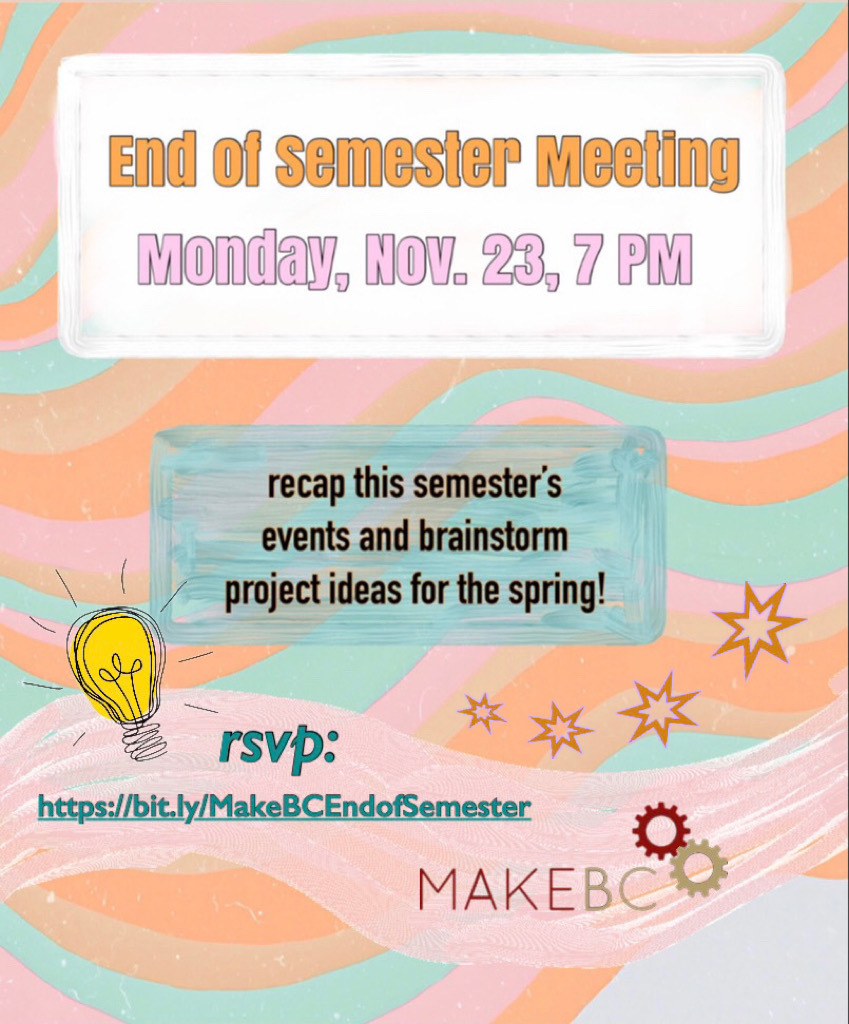 End of Semester Meeting
Monday, Nov. 23, 7 PM
recap this semester's
events and brainstorm
project ideas for the spring!
rsvp:
https://bit.ly/MakeBCEndofSemester
MAKEBC